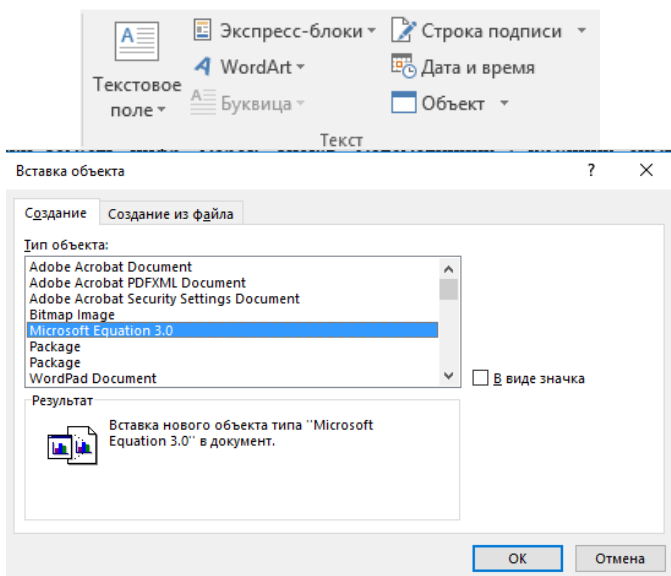 Текстовое
поле
Экспресс-блоки
WordArt
Буквица
Строка подписи
Дата и время
Объект
Текст
Вставка объекта
?
Создание
Создание из файла
Тип объекта:
Adobe Acrobat Document
Adobe Acrobat PDFXML Document
Adobe Acrobat Security Settings Document
Bitmap Image
Microsoft Equation 3.0
Package
Package
WordPad Document
В виде значка
Результат
Вставка нового объекта типа "Microsoft
Equation 3.0" в документ.
ОК
Отмена